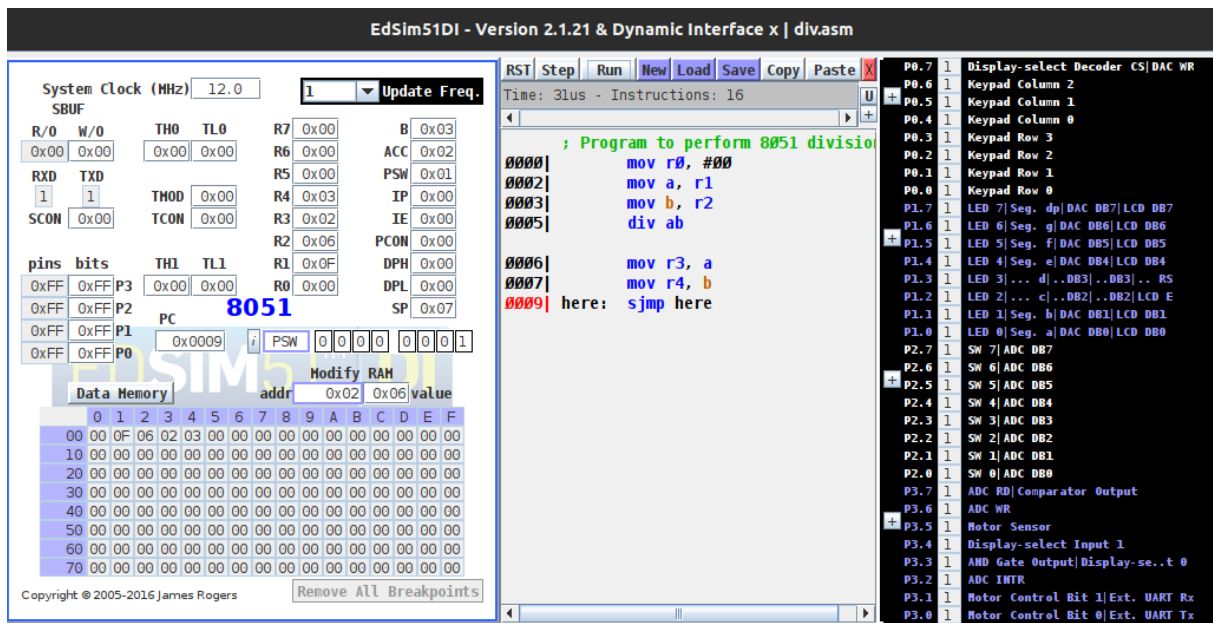 EdSim51DI - Version 2.1.21 & Dynamic Interface x | div.asm
System Clock (MHz) 12.0 1 Update Freq.
SBUF
R/O W/O TH0 TL0 R7 0x00 B 0x03
0x00 0x00 0x00 0x00 R6 0x00 ACC 0x02
RXD TXD R5 0x00 PSW 0x01
1 1 TMOD 0x00 R4 0x03 IP 0x00
SCON 0x00 TCON 0x00 R3 0x02 IE 0x00
R2 0x06 PCON 0x00
pins bits TH1 TL1 R1 0x0F DPH 0x00
0xFF 0xFF P3 0x00 0x00 R0 0x00 DPL 0x00
0xFF 0xFF P2 8051 SP 0x07
0xFF 0xFF P1 PC
0xFF 0xFF P0 0x0009 i PSW 0 0 0 0 0 0 0 1
EDSIM51DI
Modify RAM
Data Memory addr 0x02 0x06 value
0 1 2 3 4 5 6 7 8 9 A B C D E F
00 00 0F 06 02 03 00 00 00 00 00 00 00 00 00 00 00
10 00 00 00 00 00 00 00 00 00 00 00 00 00 00 00 00
20 00 00 00 00 00 00 00 00 00 00 00 00 00 00 00 00
30 00 00 00 00 00 00 00 00 00 00 00 00 00 00 00 00
40 00 00 00 00 00 00 00 00 00 00 00 00 00 00 00 00
50 00 00 00 00 00 00 00 00 00 00 00 00 00 00 00 00
60 00 00 00 00 00 00 00 00 00 00 00 00 00 00 00 00
70 00 00 00 00 00 00 00 00 00 00 00 00 00 00 00 00
Copyright © 2005-2016 James Rogers Remove All Breakpoints
RST Step Run New Load Save Copy Paste X
Time: 31us - Instructions: 16 U
+
; Program to perform 8051 division
0000| mov r0, #00
0002| mov a, r1
0003| mov b, r2
0005| div ab
0006| mov r3, a
0007| mov r4, b
0009| here: sjmp here
P0.7 1 Display-select Decoder CS|DAC WR
P0.6 1 Keypad Column 2
+ P0.5 1 Keypad Column 1
P0.4 1 Keypad Column 0
P0.3 1 Keypad Row 3
P0.2 1 Keypad Row 2
P0.1 1 Keypad Row 1
P0.0 1 Keypad Row 0
P1.7 1 LED 7|Seg. dp|DAC DB7|LCD DB7
P1.6 1 LED 6|Seg. g|DAC DB6|LCD DB6
+ P1.5 1 LED 5|Seg. f|DAC DB5|LCD DB5
P1.4 1 LED 4|Seg. e|DAC DB4|LCD DB4
P1.3 1 LED 3|... d|..DB3|..DB3|.. RS
P1.2 1 LED 2|... c|..DB2|..DB2|LCD E
P1.1 1 LED 1|Seg. b|DAC DB1|LCD DB1
P1.0 1 LED 0|Seg. a|DAC DB0|LCD DB0
P2.7 1 SW 7|ADC DB7
P2.6 1 SW 6|ADC DB6
+ P2.5 1 SW 5|ADC DB5
P2.4 1 SW 4|ADC DB4
P2.3 1 SW 3|ADC DB3
P2.2 1 SW 2|ADC DB2
P2.1 1 SW 1|ADC DB1
P2.0 1 SW 0|ADC DB0
P3.7 1 ADC RD|Comparator Output
P3.6 1 ADC WR
+ P3.5 1 Motor Sensor
P3.4 1 Display-select Input 1
P3.3 1 AND Gate Output|Display-se..t 0
P3.2 1 ADC INTR
P3.1 1 Motor Control Bit 1|Ext. UART Rx
P3.0 1 Motor Control Bit 0|Ext. UART Tx